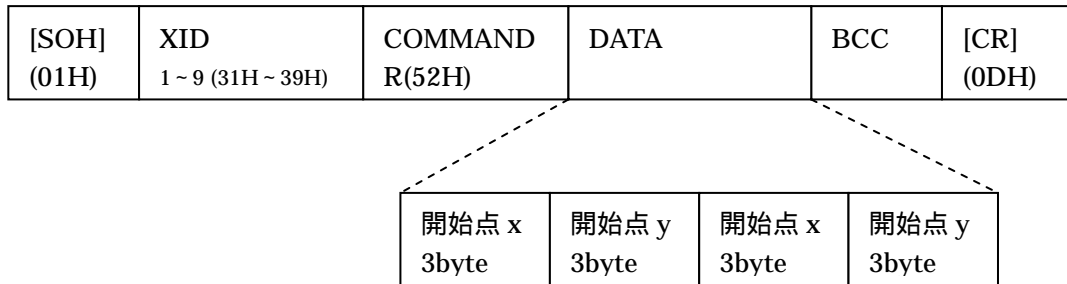 [SOH] XID COMMAND DATA BCC [CR]
(01H) 1 ~ 9 (31H ~ 39H) R(52H) (0DH)
開始点 x 開始点 y 開始点 x 開始点 y
3byte 3byte 3byte 3byte